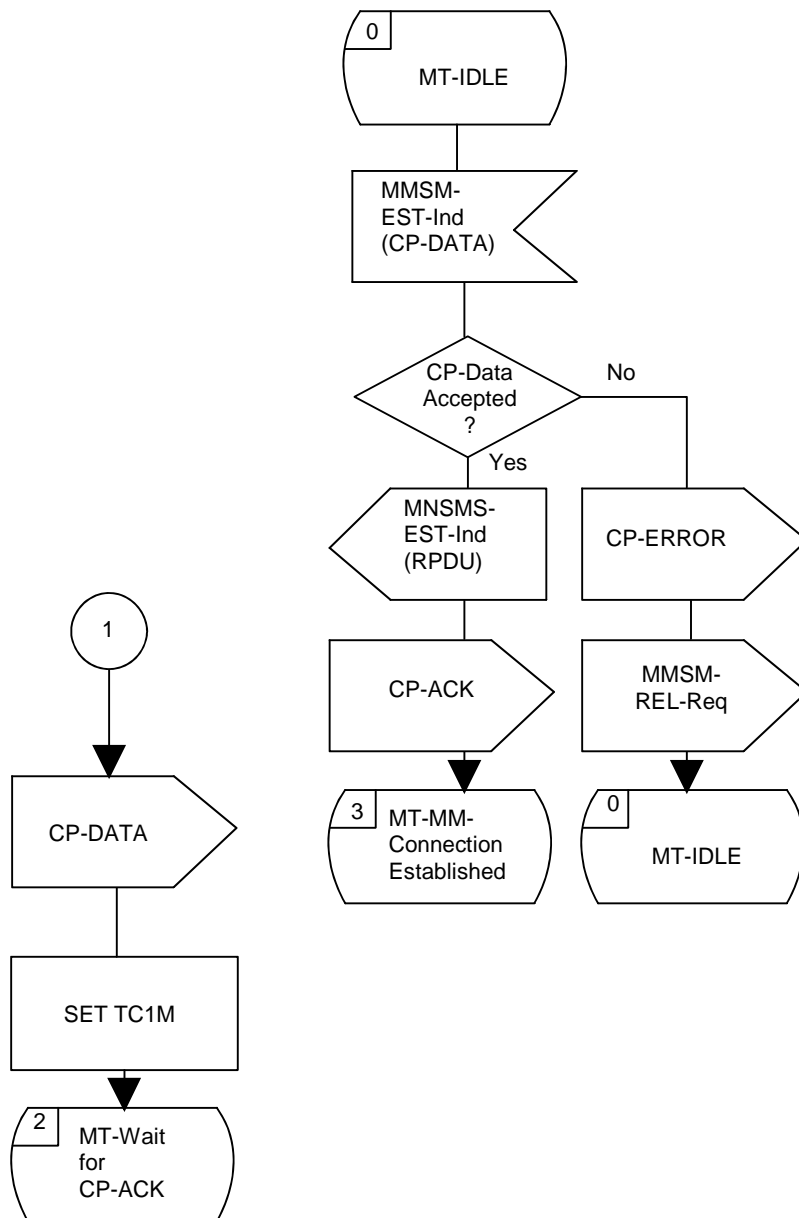 0
MT-IDLE
MMSM-
EST-Ind
(CP-DATA)
CP-Data
Accepted
?
No
Yes
MNSMS-
EST-Ind
(RPDU)
CP-ERROR
CP-ACK
MMSM-
REL-Req
3
MT-MM-
Connection
Established
0
MT-IDLE
1
CP-DATA
SET TC1M
2
MT-Wait
for
CP-ACK